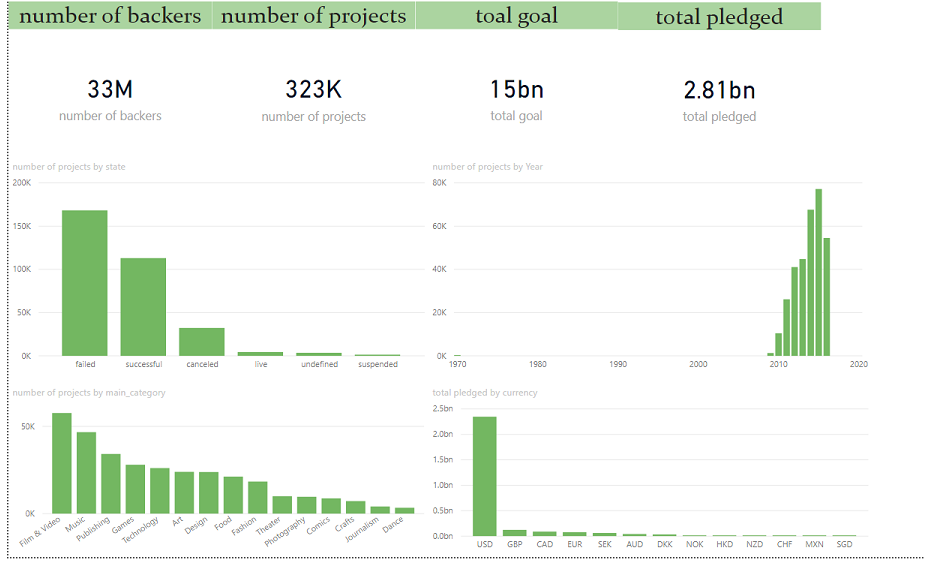 number of backers number of projects toal goal total pledged
33M 323K 15bn 2.81bn
number of backers number of projects total goal total pledged
number of projects by state
200K
150K
100K
50K
0K
failed successful canceled live undefined suspended
number of projects by Year
80K
60K
40K
20K
0K
1970 1980 1990 2000 2010 2020
number of projects by main_category
50K
0K
Film & Video Music Publishing Games Technology Art Design Food Fashion Theater Photography Comics Crafts Journalism Dance
total pledged by currency
2.5bn
2.0bn
1.5bn
1.0bn
0.5bn
0.0bn
USD GBP CAD EUR SEK AUD DKK NOK HKD NZD CHF MXN SGD